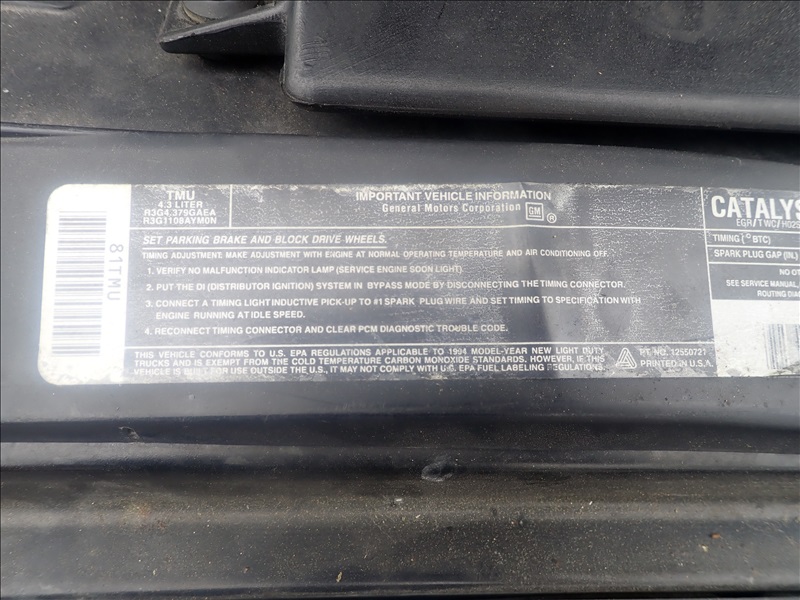 81TMU
TMU
4.3 LITER
R3G4.379GAEA
R3G1108AYM0N
IMPORTANT VEHICLE INFORMATION
General Motors Corporation GM ®
SET PARKING BRAKE AND BLOCK DRIVE WHEELS.
TIMING ADJUSTMENT: MAKE ADJUSTMENT WITH ENGINE AT NORMAL OPERATING TEMPERATURE AND AIR CONDITIONING OFF.
1. VERIFY NO MALFUNCTION INDICATOR LAMP (SERVICE ENGINE SOON LIGHT)
2. PUT THE DI (DISTRIBUTOR IGNITION) SYSTEM IN BYPASS MODE BY DISCONNECTING THE TIMING CONNECTOR.
3. CONNECT A TIMING LIGHT INDUCTIVE PICK-UP TO #1 SPARK PLUG WIRE AND SET TIMING TO SPECIFICATION WITH
ENGINE RUNNING AT IDLE SPEED.
4. RECONNECT TIMING CONNECTOR AND CLEAR PCM DIAGNOSTIC TROUBLE CODE.
THIS VEHICLE CONFORMS TO U.S. EPA REGULATIONS APPLICABLE TO 1994 MODEL-YEAR NEW LIGHT DUTY
TRUCKS AND IS EXEMPT FROM THE COLD TEMPERATURE CARBON MONOXIDE STANDARDS. HOWEVER, IF THIS
VEHICLE IS BUILT FOR USE OUTSIDE THE U.S., IT MAY NOT COMPLY WITH U.S. EPA FUEL LABELING REGULATIONS.
PT. NO. 12550721
PRINTED IN U.S.A.
CATALYS
EGR/TWC/HO2S
TIMING (° BTC)
SPARK PLUG GAP (IN.)
NO OT
SEE SERVICE MANUAL,
ROUTING DIA